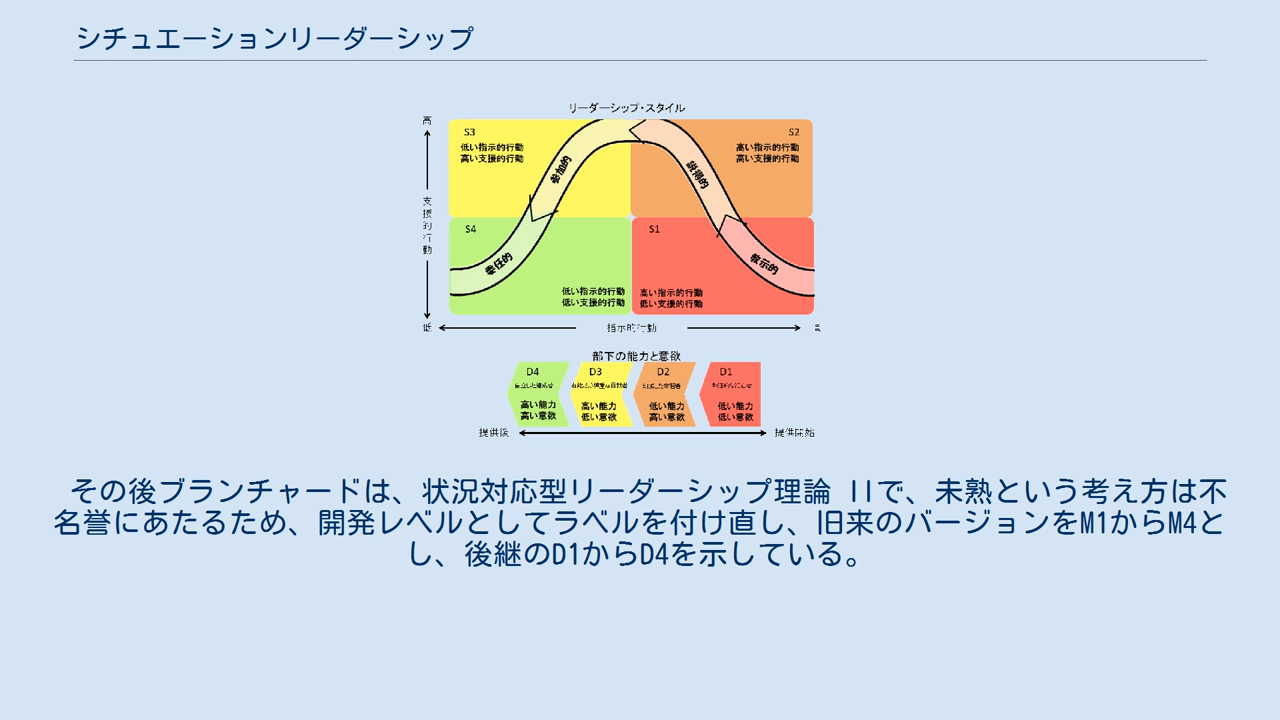 シチュエーションリーダーシップ
リーダーシップ・スタイル
高
S3
低い指示的行動
高い支援的行動
S2
高い指示的行動
高い支援的行動
参加的
説得的
支援的行動
S4
S1
委任的
教示的
低い指示的行動
低い支援的行動
高い指示的行動
低い支援的行動
低
指示的行動
部下の能力と意欲
D4
D3
D2
D1
高い能力
高い意欲
高い能力
低い意欲
低い能力
高い意欲
低い能力
低い意欲
提供後
提供開始
その後ブランチャードは、状況対応型リーダーシップ理論 IIで、未熟という考え方は不
名誉にあたるため、開発レベルとしてラベルを付け直し、旧来のバージョンをM1からM4と
し、後継のD1からD4を示している。